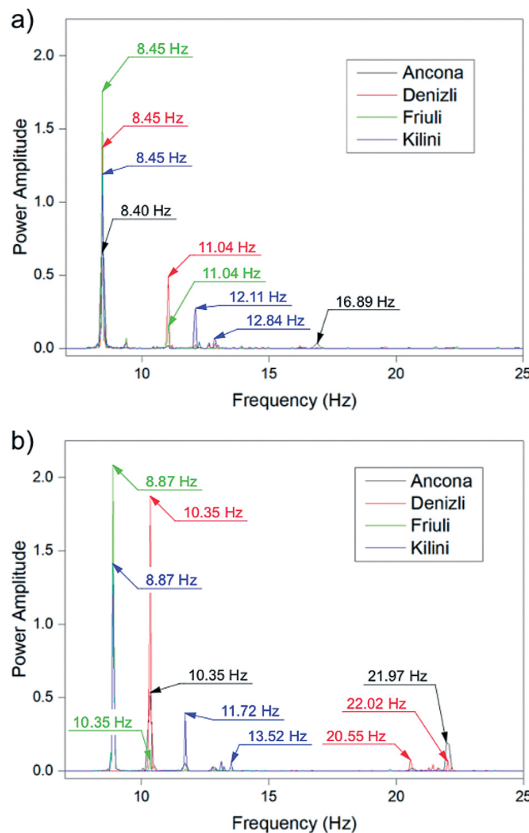 a)
2.0
1.5
1.0
0.5
0.0
Power Amplitude
8.45 Hz
8.45 Hz
8.45 Hz
8.40 Hz
11.04 Hz
11.04 Hz
12.11 Hz
12.84 Hz
16.89 Hz
Ancona
Denizli
Friuli
Kilini
10
15
20
25
Frequency (Hz)
b)
2.0
1.5
1.0
0.5
0.0
Power Amplitude
8.87 Hz
10.35 Hz
8.87 Hz
10.35 Hz
10.35 Hz
11.72 Hz
13.52 Hz
21.97 Hz
22.02 Hz
20.55 Hz
Ancona
Denizli
Friuli
Kilini
10
15
20
25
Frequency (Hz)